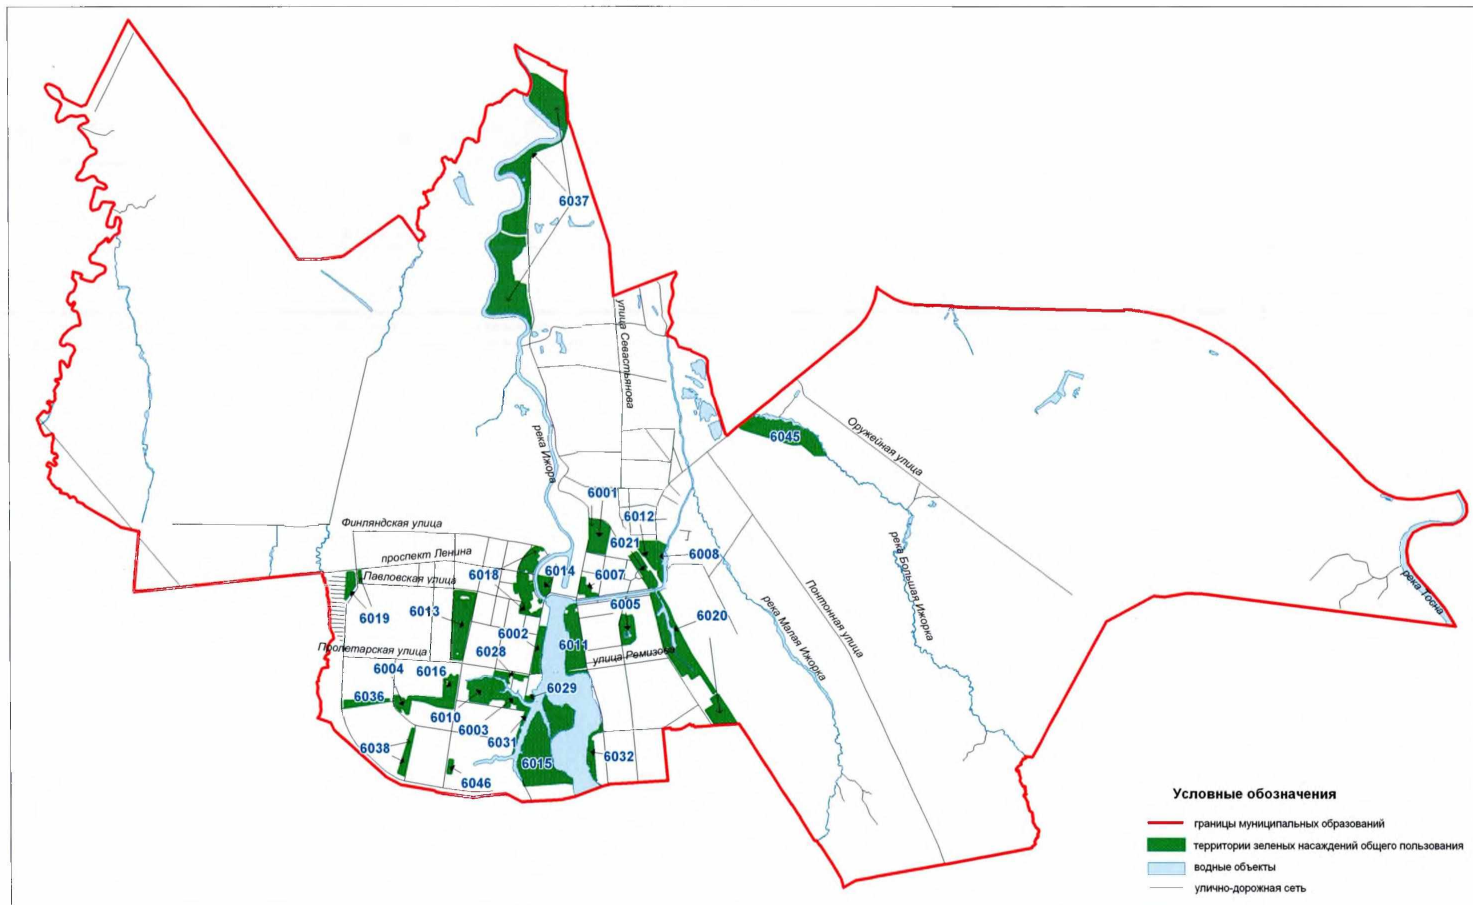 6037
улица Севастьянова
6045
Оружейная улица
река Ижора
6001
6012
Финляндская улица
6021
проспект Ленина
6008
река Большая Ижорка
6018
6014
6007
Павловская улица
Понтонная улица
река Тосна
6019
6013
6005
6020
река Малая Ижорка
6002
6011
Пролетарская улица
6028
улица Ремизова
6004
6016
6036
6029
6010
6003
6031
6038
6015
6032
6046
Условные обозначения
границы муниципальных образований
территории зеленых насаждений общего пользования
водные объекты
улично-дорожная сеть